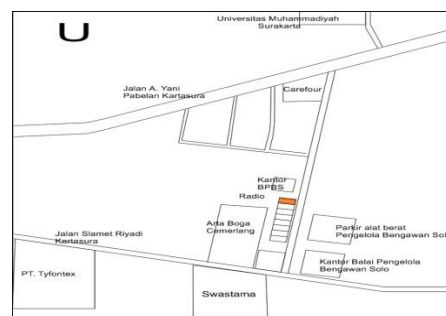 U
Universitas Muhammadiyah
Surakarta
Jalan A. Yani
Pabelan Kartasura
Carefour
Kantor
BPBS
Radio
Arta Boga
Cemerlang
Parkir alat berat
Pengelola Bengawan Sol
Jalan Slamet Riyadi
Kartasura
Kantor Balai Pengelola
Bengawan Solo
PT. Tyfontex
Swastama